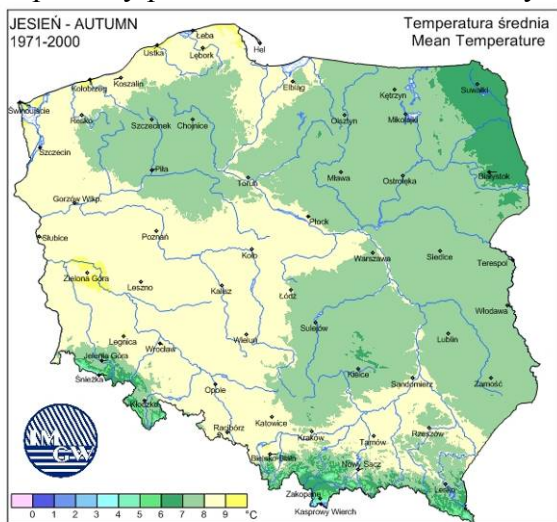 JESIEŃ - AUTUMN
1971-2000
Temperatura średnia
Mean Temperature
Łeba
Hel
Ustka
Lębork
Koszalin
Kołobrzeg
Świnoujście
Resko
Szczecinek
Chojnice
Elbląg
Kętrzyn
Suwałki
Olsztyn
Mikołajki
Szczecin
Piła
Toruń
Mława
Ostrołęka
Białystok
Gorzów Wlkp.
Płock
Słubice
Poznań
Koło
Warszawa
Siedlce
Terespol
Zielona Góra
Leszno
Kalisz
Łódź
Włodawa
Sulejów
Legnica
Wrocław
Wieluń
Lublin
Jelenia Góra
Śnieżka
Kielce
Sandomierz
Zamość
Kłodzko
Opole
Racibórz
Katowice
Kraków
Tarnów
Rzeszów
Bielsko-Biała
Nowy Sącz
Lesko
Zakopane
Kasprowy Wierch
IM
GW
0 1 2 3 4 5 6 7 8 9 °C